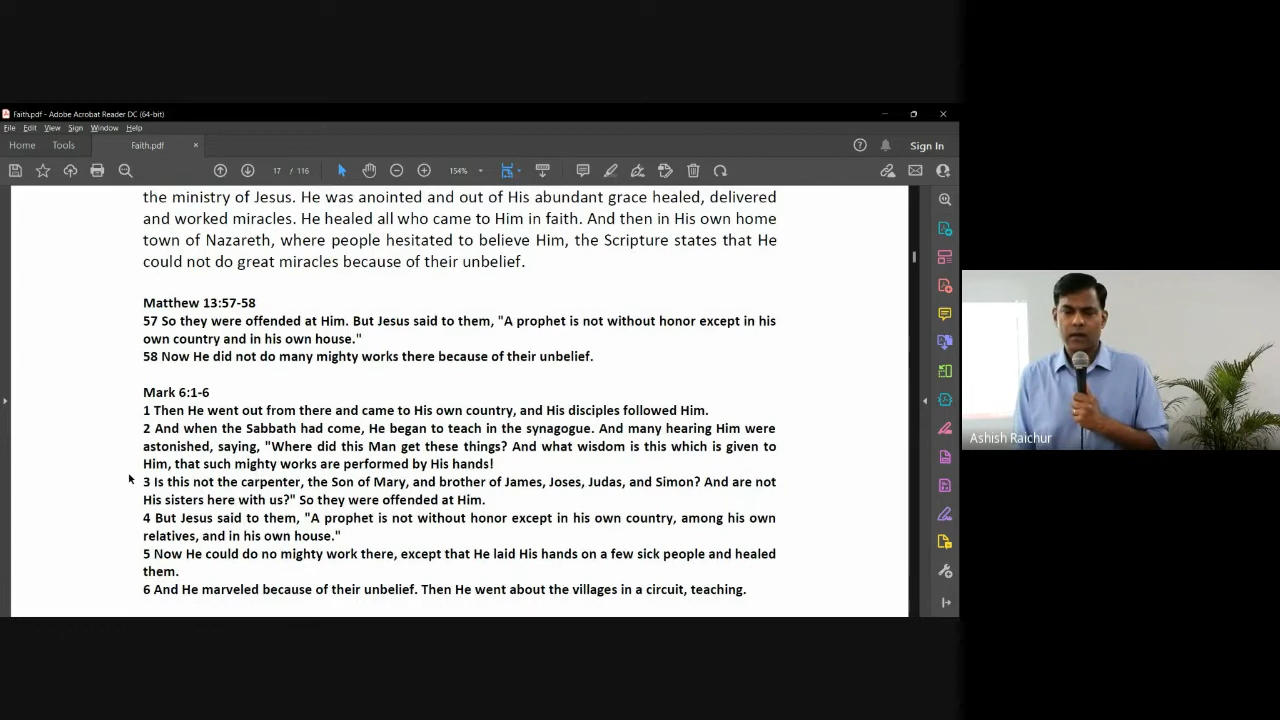 Faith.pdf - Adobe Acrobat Reader DC (64-bit)
File Edit View Sign Window Help
Home Tools Faith.pdf × Sign In
17 / 116 154%
the ministry of Jesus. He was anointed and out of His abundant grace healed, delivered
and worked miracles. He healed all who came to Him in faith. And then in His own home
town of Nazareth, where people hesitated to believe Him, the Scripture states that He
could not do great miracles because of their unbelief.
Matthew 13:57-58
57 So they were offended at Him. But Jesus said to them, "A prophet is not without honor except in his
own country and in his own house."
58 Now He did not do many mighty works there because of their unbelief.
Mark 6:1-6
1 Then He went out from there and came to His own country, and His disciples followed Him.
2 And when the Sabbath had come, He began to teach in the synagogue. And many hearing Him were
astonished, saying, "Where did this Man get these things? And what wisdom is this which is given to
Him, that such mighty works are performed by His hands!
3 Is this not the carpenter, the Son of Mary, and brother of James, Joses, Judas, and Simon? And are not
His sisters here with us?" So they were offended at Him.
4 But Jesus said to them, "A prophet is not without honor except in his own country, among his own
relatives, and in his own house."
5 Now He could do no mighty work there, except that He laid His hands on a few sick people and healed
them.
6 And He marveled because of their unbelief. Then He went about the villages in a circuit, teaching.
Ashish Raichur